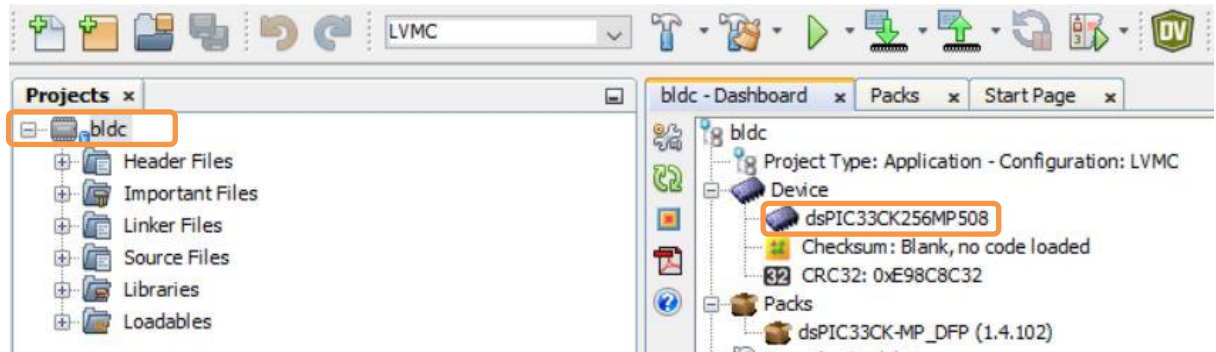 LVMC
DV
Projects
bldc
Header Files
Important Files
Linker Files
Source Files
Libraries
Loadables
bldc - Dashboard
Packs
Start Page
bldc
Project Type: Application - Configuration: LVMC
Device
dsPIC33CK256MP508
Checksum: Blank, no code loaded
32 CRC32: 0xE98C8C32
Packs
dsPIC33CK-MP_DFP (1.4.102)